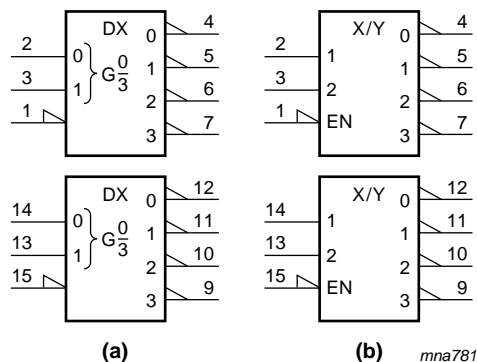 DX X/Y
4 4
0 0
2 0 2 1
5 5
1 1
G 0/3
3 1 3 2
6 6
2 2
1 1 EN
7 7
3 3
DX X/Y
12 12
0 0
14 0 14 1
11 11
1 1
G 0/3
13 1 13 2
10 10
2 2
15 15 EN
9 9
3 3
(a) (b) mna781